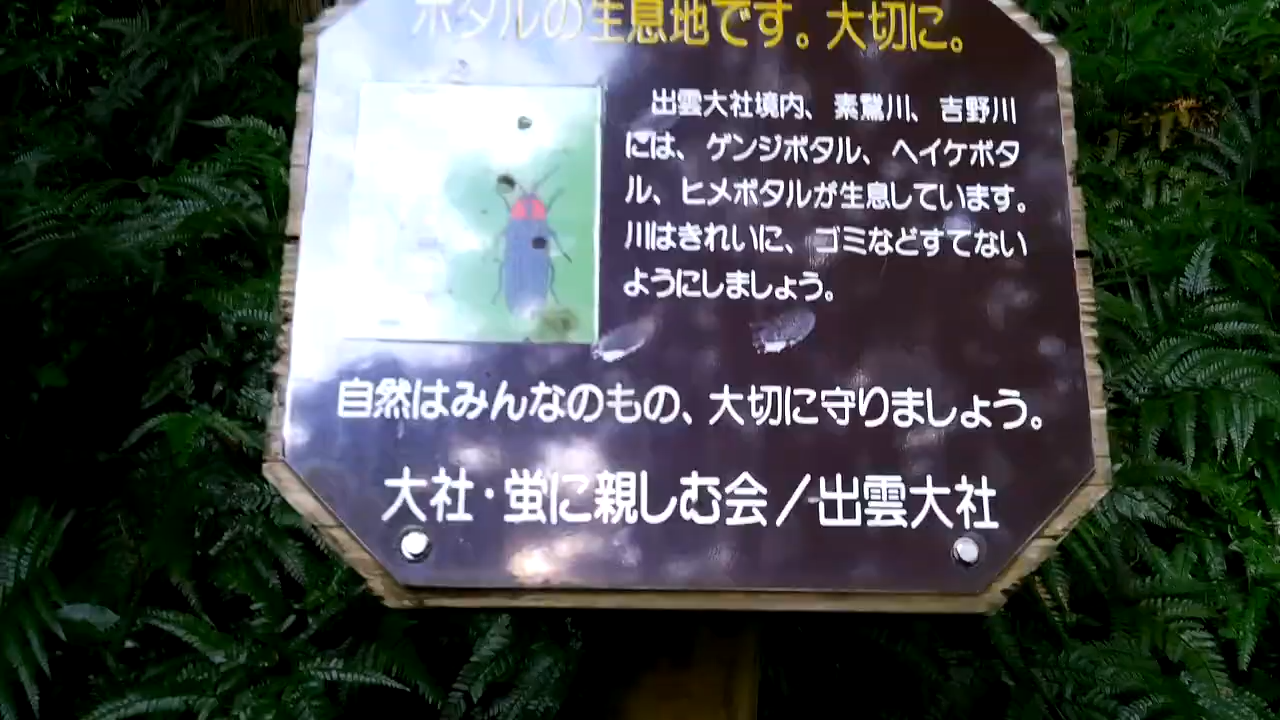 ホタルの生息地です。大切に。
出雲大社境内、素鵞川、吉野川
には、ゲンジボタル、ヘイケボタ
ル、ヒメボタルが生息しています。
川はきれいに、ゴミなどすてない
ようにしましょう。
自然はみんなのもの、大切に守りましょう。
大社・蛍に親しむ会/出雲大社